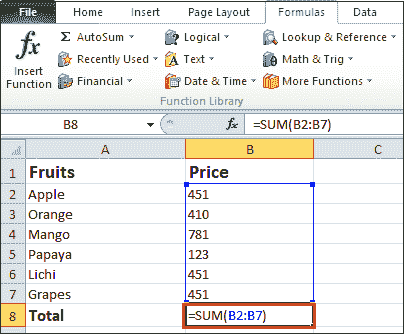 File Home Insert Page Layout Formulas Data
fx Σ AutoSum Logical Lookup & Reference
Insert Function Recently Used Text Math & Trig
Financial Date & Time More Functions
Function Library
B8 fx =SUM(B2:B7)
A B C
1 Fruits Price
2 Apple 451
3 Orange 410
4 Mango 781
5 Papaya 123
6 Lichi 451
7 Grapes 451
8 Total =SUM(B2:B7)